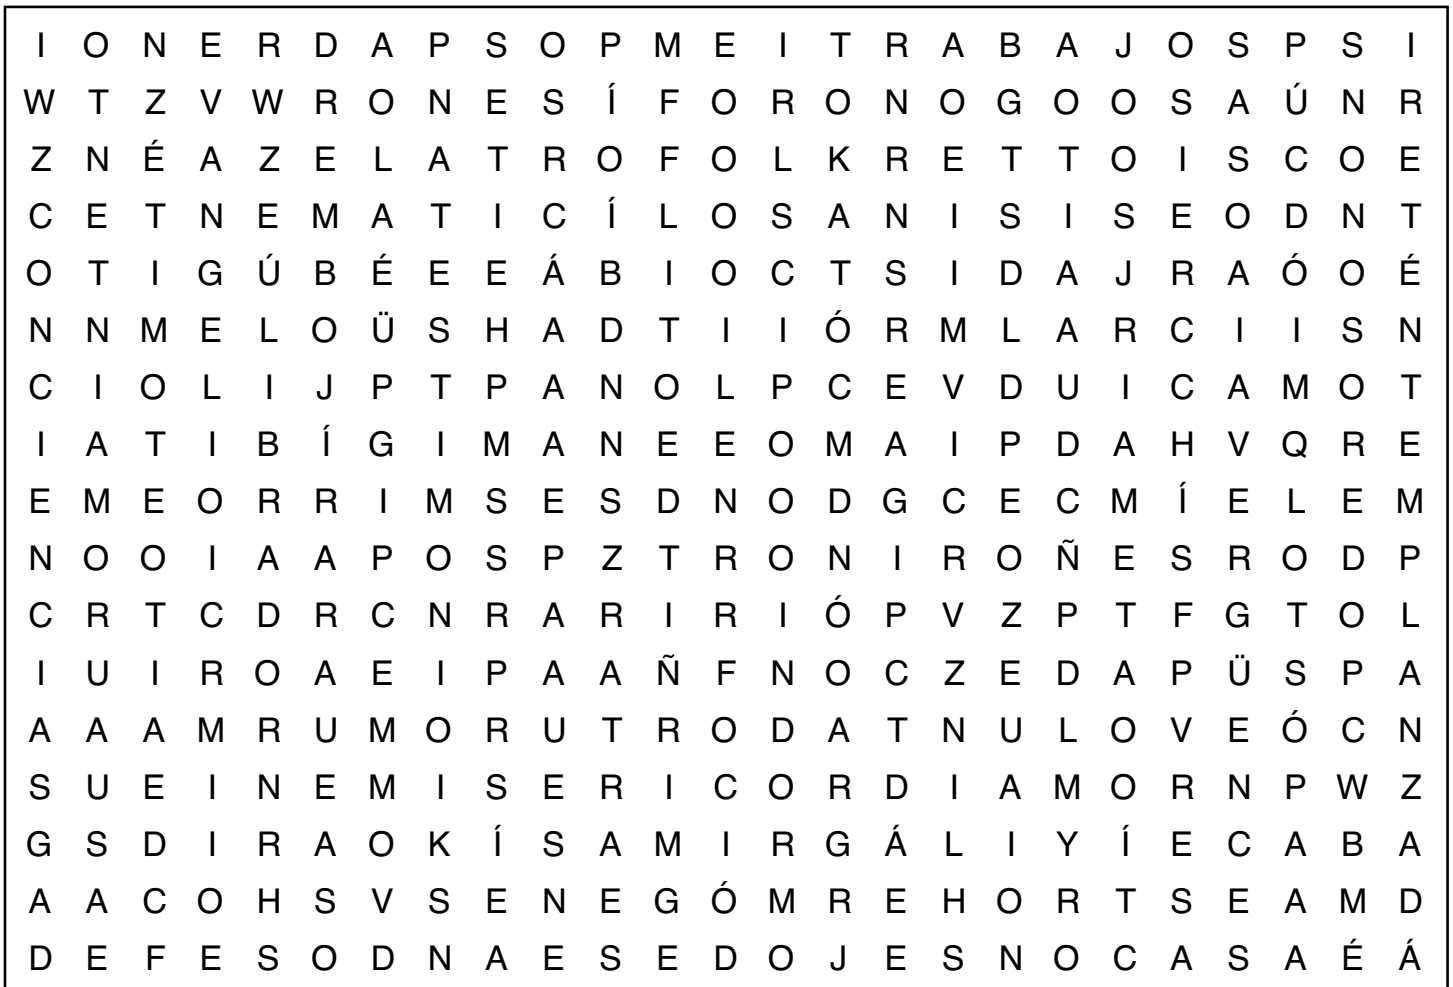 I O N E R D A P S O P M E I T R A B A J O S P S I
W T Z V W R O N E S Í F O R O N O G O O S A Ú N R
Z N É A Z E L A T R O F O L K R E T T O I S C O E
C E T N E M A T I C Í L O S A N I S I S E O D N T
O T I G Ú B É E E Á B I O C T S I D A J R A Ó O É
N N M E L O Ü S H A D T I I Ó R M L A R C I I S N
C I O L I J P T P A N O L P C E V D U I C A M O T
I A T I B Í G I M A N E E O M A I P D A H V Q R E
E M E O R R I M S E S D N O D G C E C M Í E L E M
N O O I A A P O S P Z T R O N I R O Ñ E S R O D P
C R T C D R C N R A R I R I Ó P V Z P T F G T O L
I U I R O A E I P A A Ñ F N O C Z E D A P Ü S P A
A A A M R U M O R U T R O D A T N U L O V E Ó C N
S U E I N E M I S E R I C O R D I A M O R N P W Z
G S D I R A O K Í S A M I R G Á L I Y Í E C A B A
A A C O H S V S E N E G Ó M R E H O R T S E A M D
D E F E S O D N A E S E D O J E S N O C A S A É Á